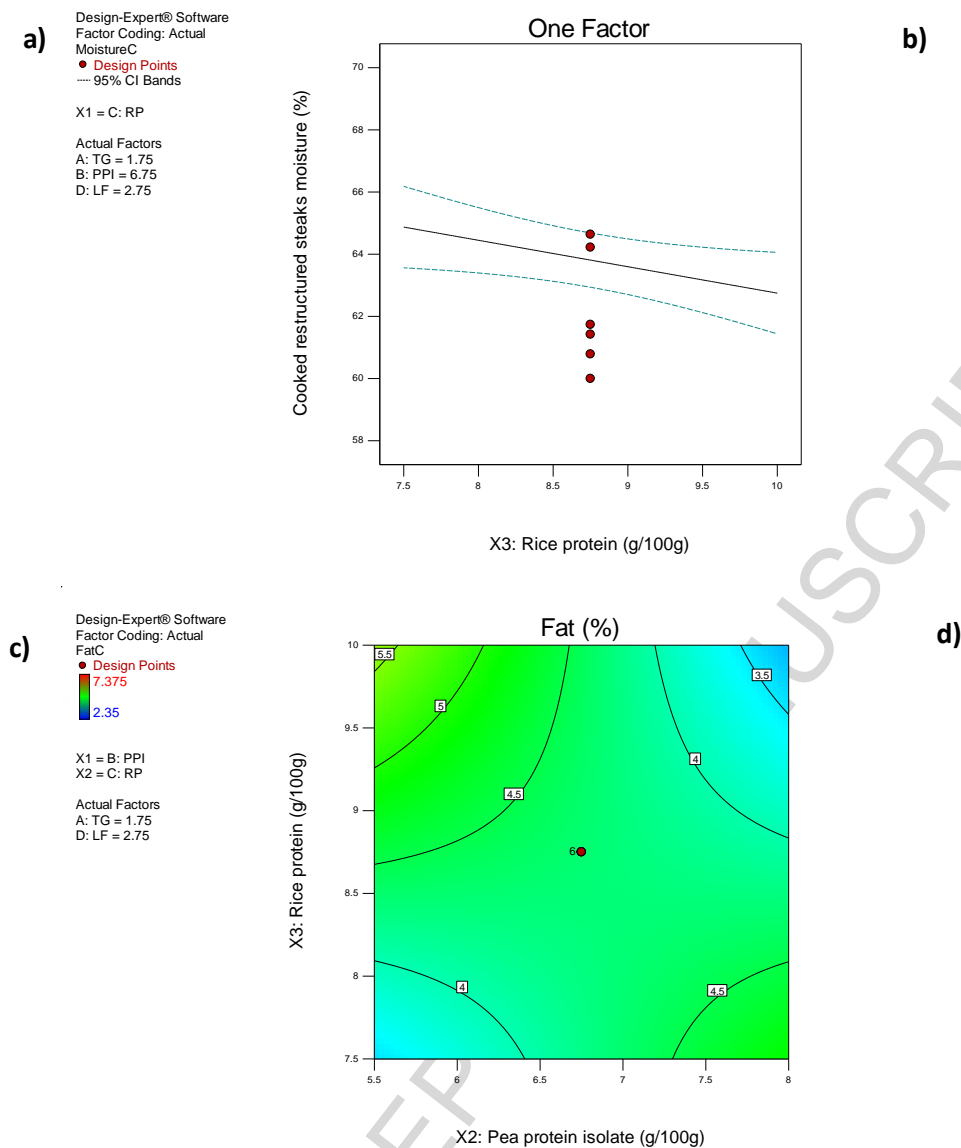 a)
Design-Expert® Software
Factor Coding: Actual
MoistureC
Design Points
95% CI Bands
X1 = C: RP
Actual Factors
A: TG = 1.75
B: PPI = 6.75
D: LF = 2.75
One Factor
b)
Cooked restructured steaks moisture (%)
70
68
66
64
62
60
58
7.5 8 8.5 9 9.5 10
X3: Rice protein (g/100g)
c)
Design-Expert® Software
Factor Coding: Actual
FatC
Design Points
7.375
2.35
X1 = B: PPI
X2 = C: RP
Actual Factors
A: TG = 1.75
D: LF = 2.75
Fat (%)
d)
X3: Rice protein (g/100g)
10
9.5
9
8.5
8
7.5
5.5
5
4.5
6
4
3.5
4
4
4.5
5.5 6 6.5 7 7.5 8
X2: Pea protein isolate (g/100g)